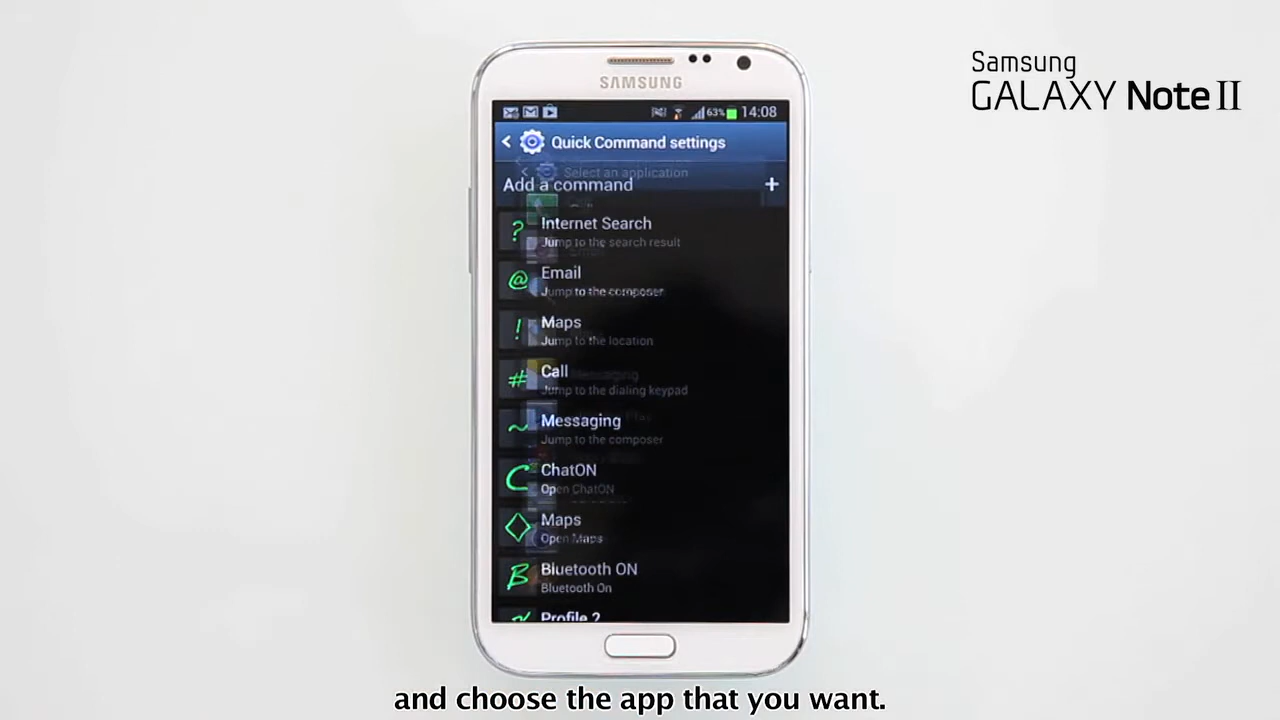 Samsung
GALAXY Note II
SAMSUNG
63% 14:08
Quick Command settings
Select an application
Add a command +
? Internet Search
Jump to the search result
@ Email
Jump to the composer
! Maps
Jump to the location
# Call
Jump to the dialing keypad
~ Messaging
Jump to the composer
C ChatON
Open ChatON
Maps
Open Maps
B Bluetooth ON
Bluetooth On
Profile 2
and choose the app that you want.